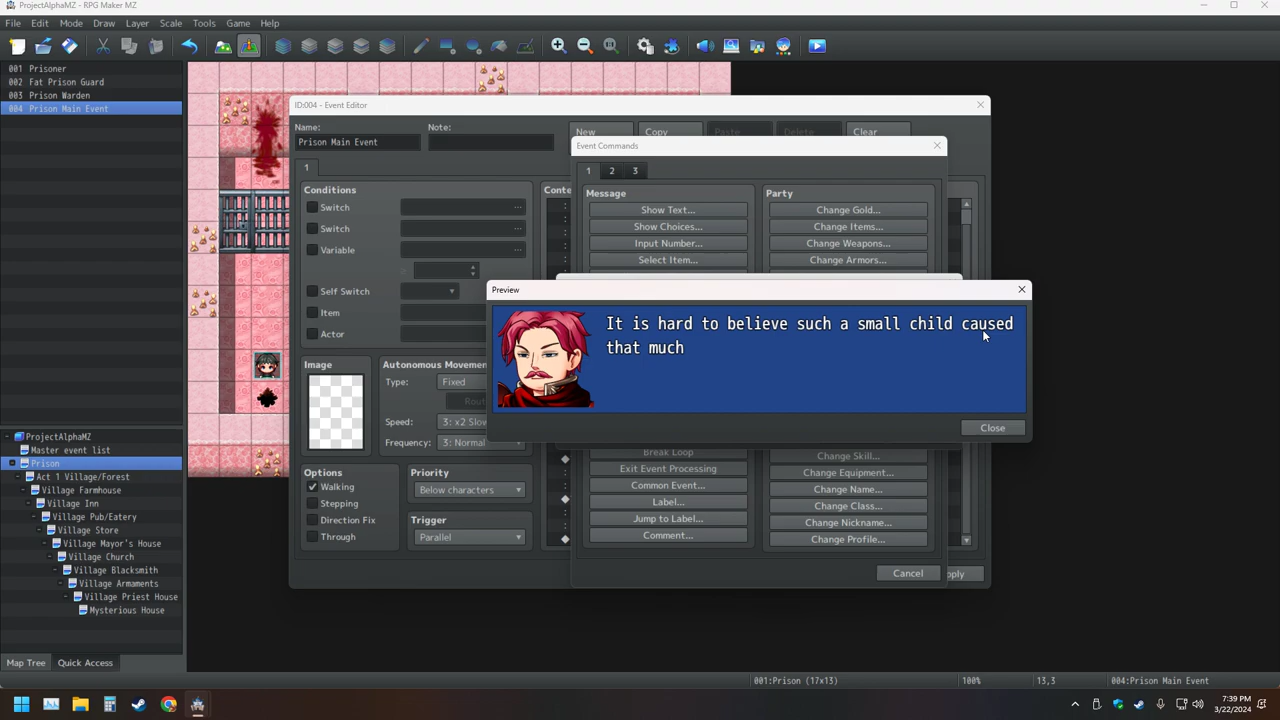 ProjectAlphaMZ - RPG Maker MZ
File Edit Mode Draw Layer Scale Tools Game Help
001 Prisoner
002 Fat Prison Guard
003 Prison Warden
004 Prison Main Event
ProjectAlphaMZ
Master event list
Prison
Act 1 Village/Forest
Village Farmhouse
Village Inn
Village Pub/Eatery
Village Store
Village Mayor's House
Village Church
Village Blacksmith
Village Armaments
Village Priest House
Mysterious House
Map Tree Quick Access
ID:004 - Event Editor
Name:
Prison Main Event
Note:
New Copy Paste Delete Clear
1
Conditions
Switch ...
Switch ...
Variable ...
≥
Self Switch
Item
Actor
Image
Autonomous Movemen
Type: Fixed
Rout
Speed: 3: x2 Slow
Frequency: 3: Normal
Options
Walking
Stepping
Direction Fix
Through
Priority
Below characters
Trigger
Parallel
Conte
Event Commands
1 2 3
Message
Show Text...
Show Choices...
Input Number...
Select Item...
Party
Change Gold...
Change Items...
Change Weapons...
Change Armors...
Preview
It is hard to believe such a small child caused
that much
Close
Break Loop
Exit Event Processing
Common Event...
Label...
Jump to Label...
Comment...
Change Skill...
Change Equipment...
Change Name...
Change Class...
Change Nickname...
Change Profile...
Cancel
pply
001:Prison (17x13) 100% 13,3 004:Prison Main Event
7:39 PM
3/22/2024